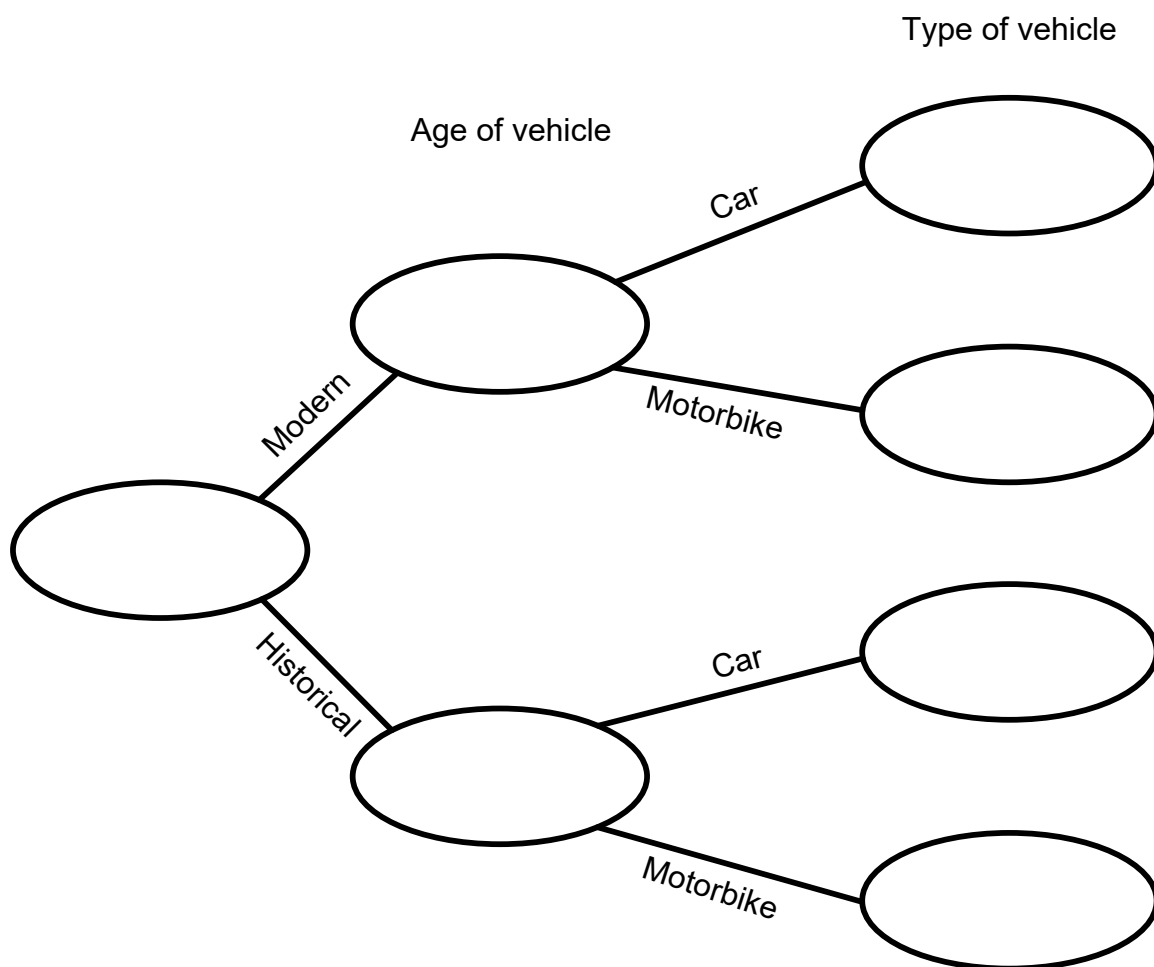 Type of vehicle
Age of vehicle
Car
Modern
Motorbike
Historical
Car
Motorbike